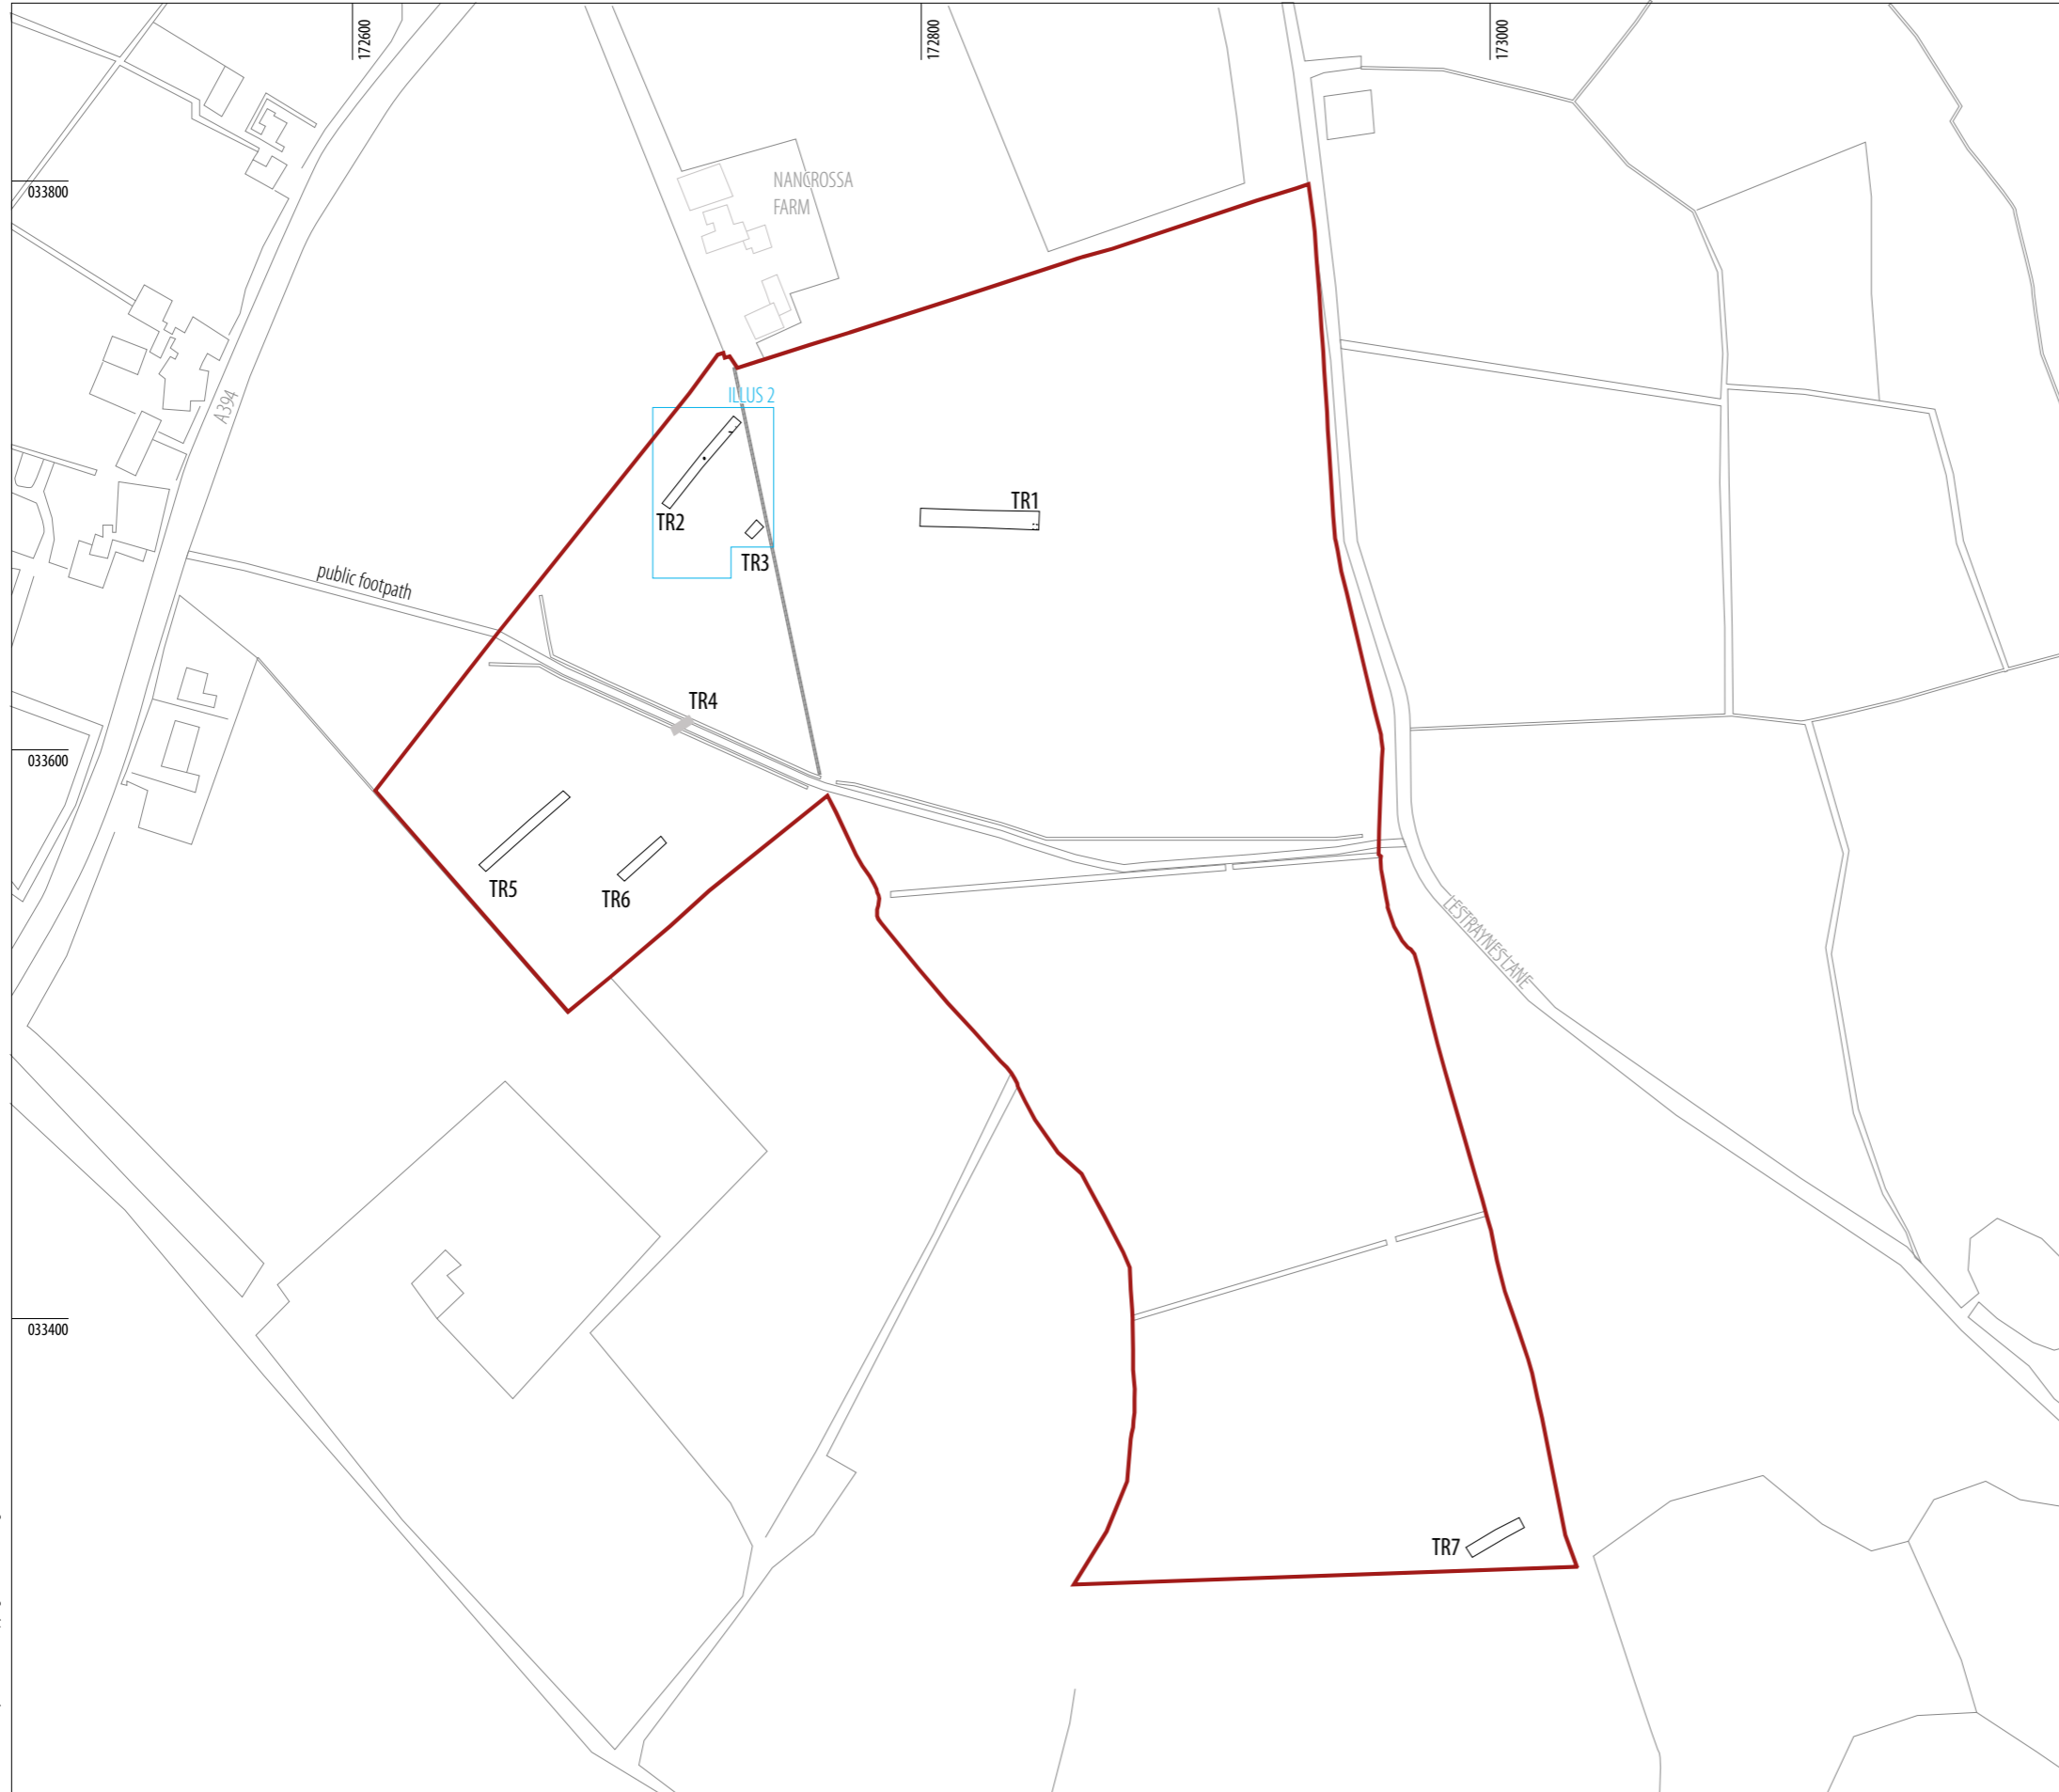 172600
172800
173000
033800
NANCROSSA
FARM
A394
ILLUS 2
TR1
TR2
TR3
public footpath
TR4
033600
TR5
TR6
LESTRAYNES LANE
033400
TR7